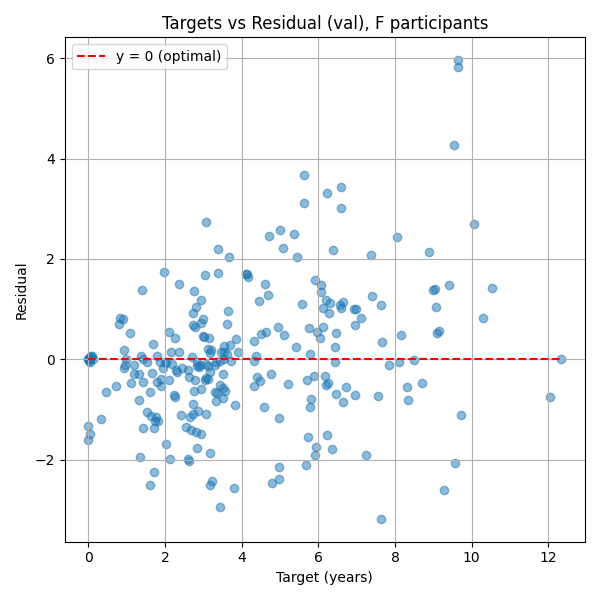 Targets vs Residual (val), F participants
y = 0 (optimal)
6
4
2
0
−2
Residual
0 2 4 6 8 10 12
Target (years)